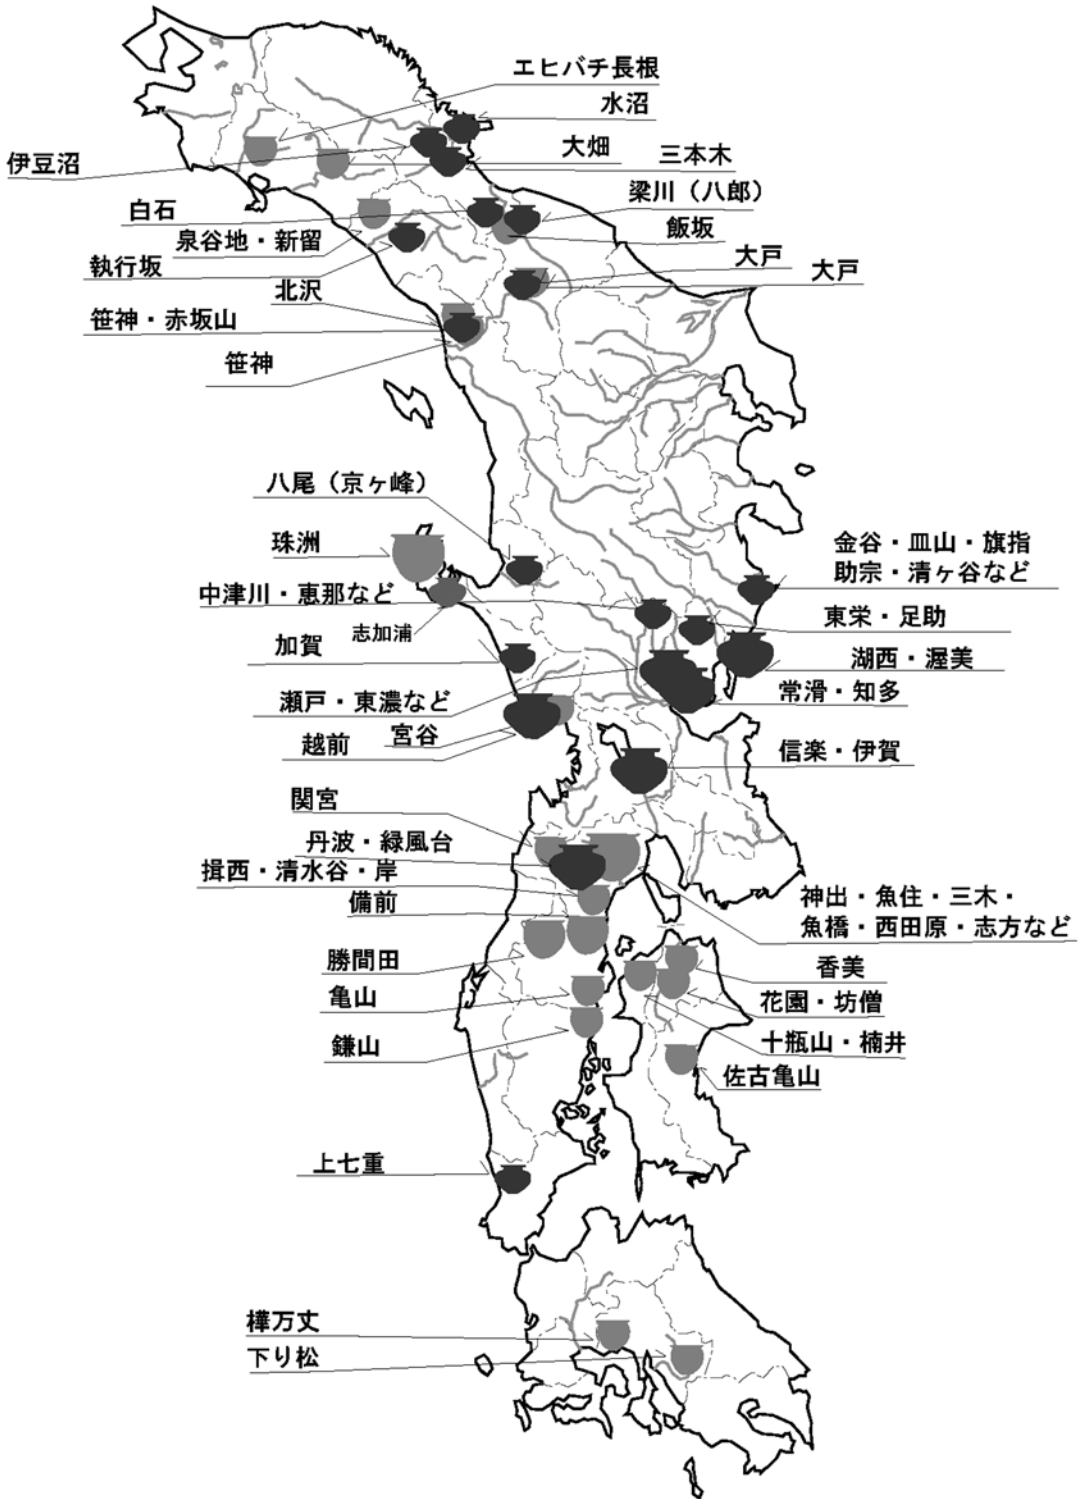 エヒバチ長根
水沼
大畑
三本木
伊豆沼
梁川（八郎）
白石
飯坂
泉谷地・新留
大戸
大戸
執行坂
北沢
笹神・赤坂山
笹神
八尾（京ヶ峰）
珠洲
金谷・皿山・旗指
助宗・清ヶ谷など
中津川・恵那など
東栄・足助
志加浦
加賀
湖西・渥美
瀬戸・東濃など
常滑・知多
宮谷
越前
信楽・伊賀
関宮
丹波・緑風台
揖西・清水谷・岸
備前
神出・魚住・三木・
魚橋・西田原・志方など
勝間田
香美
亀山
花園・坊僧
鎌山
十瓶山・楠井
佐古亀山
上七重
樺万丈
下り松